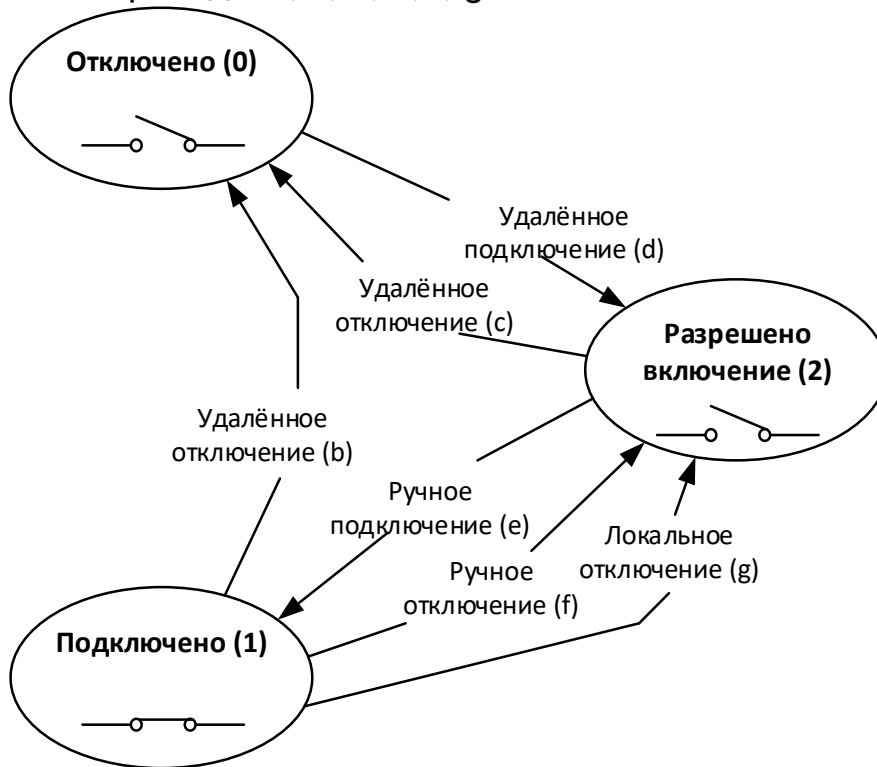 Отключено (0)
Удалённое
подключение (d)
Удалённое
отключение (c)
Разрешено
включение (2)
Удалённое
отключение (b)
Ручное
подключение (e)
Локальное
отключение (g)
Ручное
отключение (f)
Подключено (1)